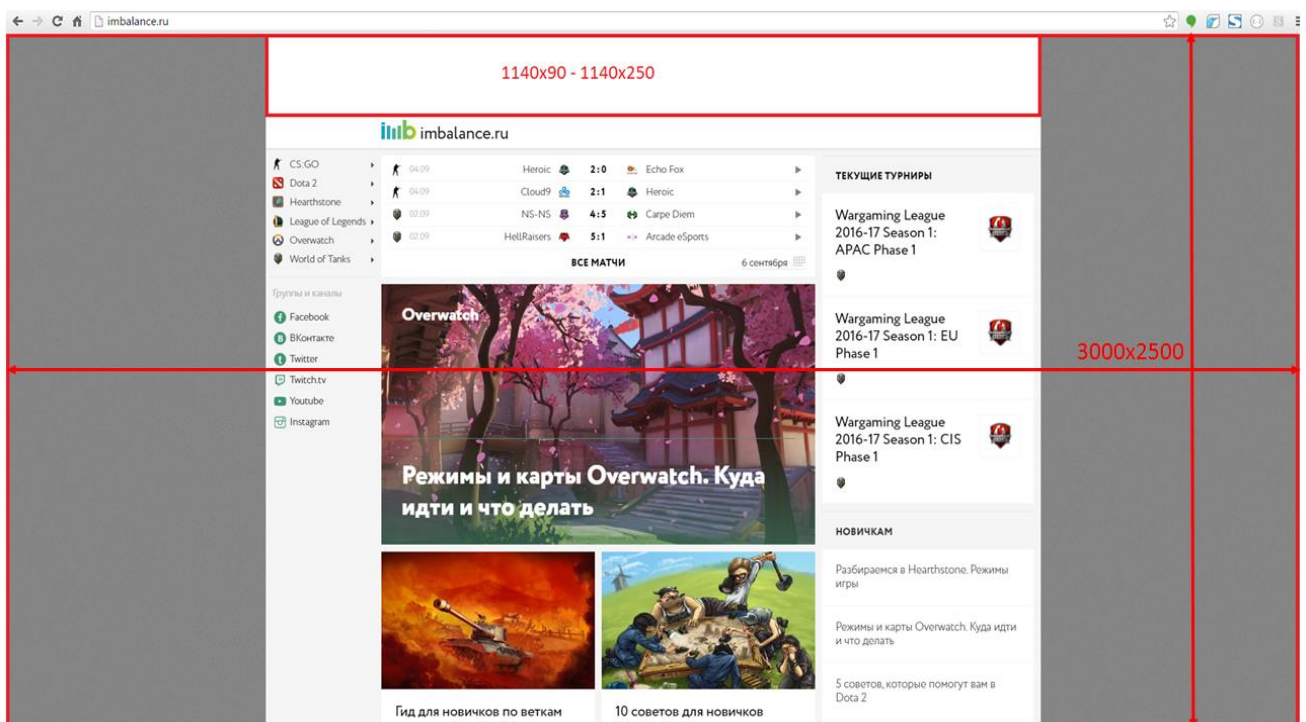 imbalance.ru
1140x90 - 1140x250
imb imbalance.ru
CS:GO
Dota 2
Hearthstone
League of Legends
Overwatch
World of Tanks
Группы и каналы
Facebook
ВКонтакте
Twitter
Twitch.tv
Youtube
Instagram
04.09 Heroic 2:0 Echo Fox
04.09 Cloud9 2:1 Heroic
02.09 NS-NS 4:5 Carpe Diem
02.09 HellRaisers 5:1 Arcade eSports
ВСЕ МАТЧИ 6 сентября
Overwatch
Режимы и карты Overwatch. Куда
идти и что делать
Гид для новичков по веткам
10 советов для новичков
ТЕКУЩИЕ ТУРНИРЫ
Wargaming League
2016-17 Season 1:
APAC Phase 1
Wargaming League
2016-17 Season 1: EU
Phase 1
3000x2500
Wargaming League
2016-17 Season 1: CIS
Phase 1
НОВИЧКАМ
Разбираемся в Hearthstone. Режимы
игры
Режимы и карты Overwatch. Куда идти
и что делать
5 советов, которые помогут вам в
Dota 2